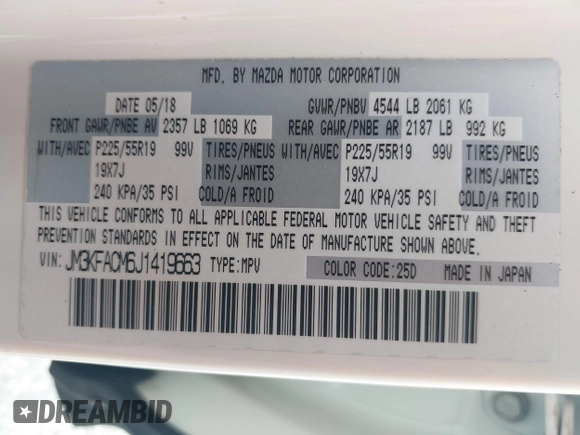 MFD. BY MAZDA MOTOR CORPORATION
DATE 05/18 GVWR/PNBV 4544 LB 2061 KG
FRONT GAWR/PNBE AV 2357 LB 1069 KG REAR GAWR/PNBE AR 2187 LB 992 KG
WITH/AVEC P225/55R19 99V TIRES/PNEUS WITH/AVEC P225/55R19 99V TIRES/PNEUS
19X7J RIMS/JANTES 19X7J RIMS/JANTES
240 KPA/35 PSI COLD/A FROID 240 KPA/35 PSI COLD/A FROID
THIS VEHICLE CONFORMS TO ALL APPLICABLE FEDERAL MOTOR VEHICLE SAFETY AND THEFT
PREVENTION STANDARDS IN EFFECT ON THE DATE OF MANUFACTURE SHOWN ABOVE.
VIN: JM3KFACM6J1419663 TYPE:MPV COLOR CODE:25D MADE IN JAPAN
DREAMBID